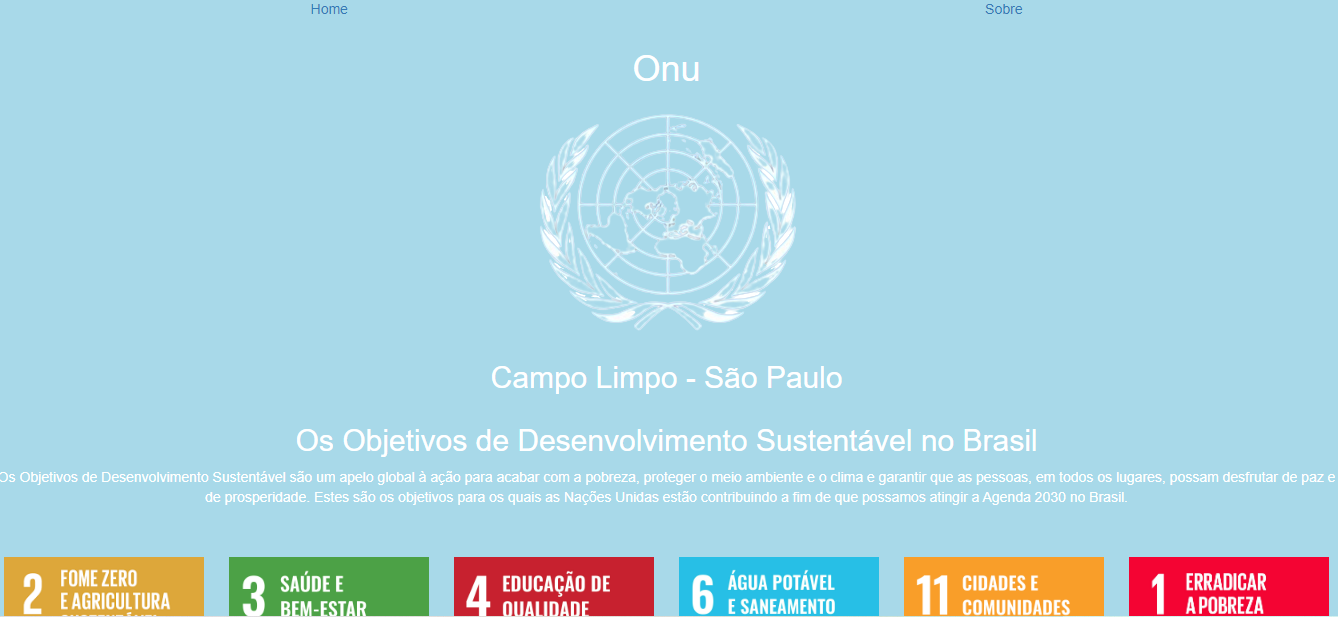 Home
Sobre
Onu
Campo Limpo - São Paulo
Os Objetivos de Desenvolvimento Sustentável no Brasil
Os Objetivos de Desenvolvimento Sustentável são um apelo global à ação para acabar com a pobreza, proteger o meio ambiente e o clima e garantir que as pessoas, em todos os lugares, possam desfrutar de paz e
de prosperidade. Estes são os objetivos para os quais as Nações Unidas estão contribuindo a fim de que possamos atingir a Agenda 2030 no Brasil.
2 FOME ZERO
E AGRICULTURA
SUSTENTÁVEL
3 SAÚDE E
BEM-ESTAR
4 EDUCAÇÃO DE
QUALIDADE
6 ÁGUA POTÁVEL
E SANEAMENTO
11 CIDADES E
COMUNIDADES
1 ERRADICAR
A POBREZA